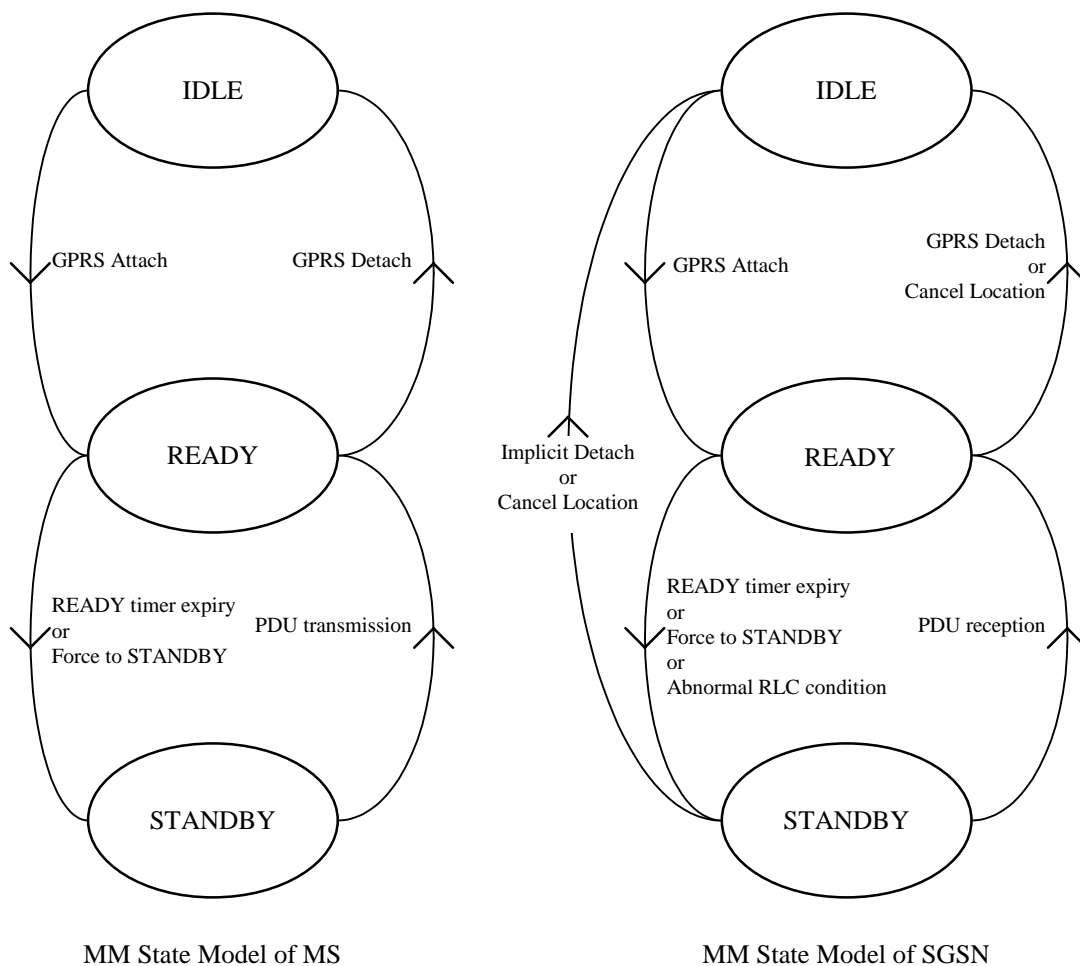 IDLE
GPRS Attach
GPRS Detach
READY
READY timer expiry
or
Force to STANDBY
PDU transmission
STANDBY
MM State Model of MS
IDLE
GPRS Attach
GPRS Detach
or
Cancel Location
Implicit Detach
or
Cancel Location
READY
READY timer expiry
or
Force to STANDBY
or
Abnormal RLC condition
PDU reception
STANDBY
MM State Model of SGSN